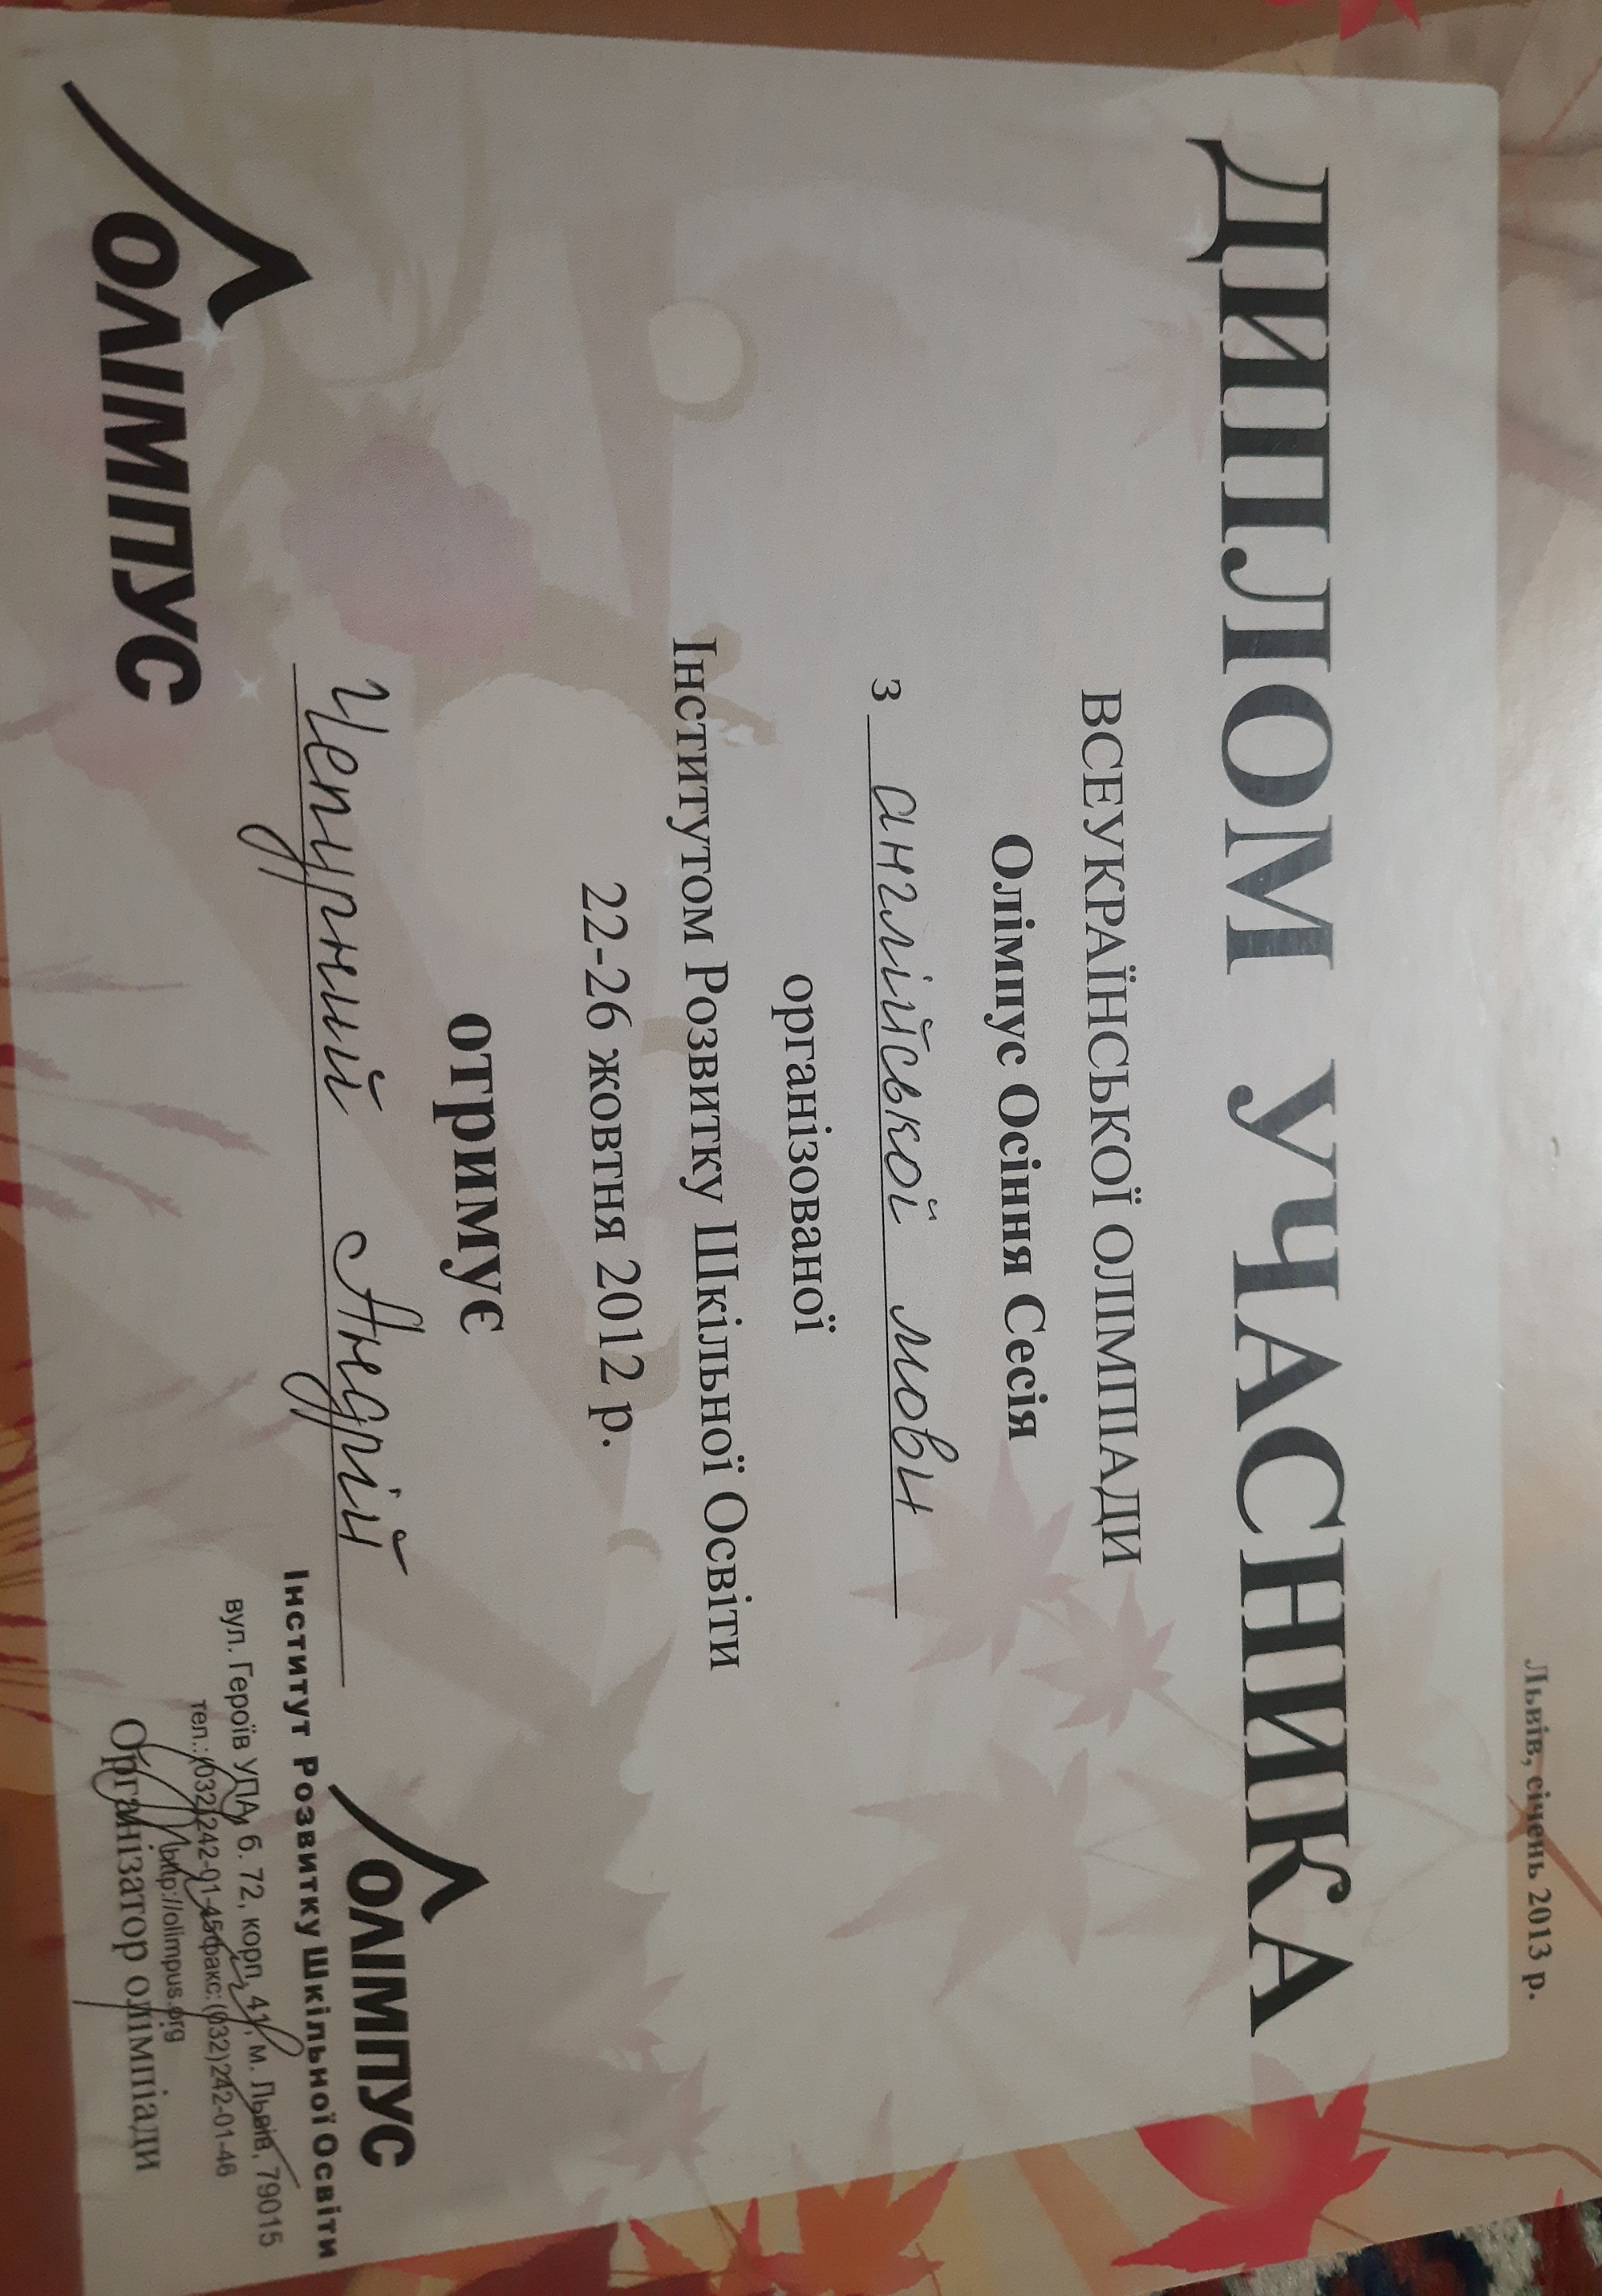 Львів, січень 2013 р.
ДИПЛОМ УЧАСНИКА
ВСЕУКРАЇНСЬКОЇ ОЛІМПІАДИ
Олімпус Осіння Сесія
з англійської мови
організованої
Інститутом Розвитку Шкільної Освіти
22-26 жовтня 2012 р.
отримує
Чепурний Андрій
ОЛІМПУС
ОЛІМПУС
Інститут Розвитку Шкільної Освіти
вул. Героїв УПА, б. 72, корп. 41, м. Львів, 79015
тел.: (032)242-01-45факс: (032)242-01-46
http://olimpus.org
Організатор олімпіади